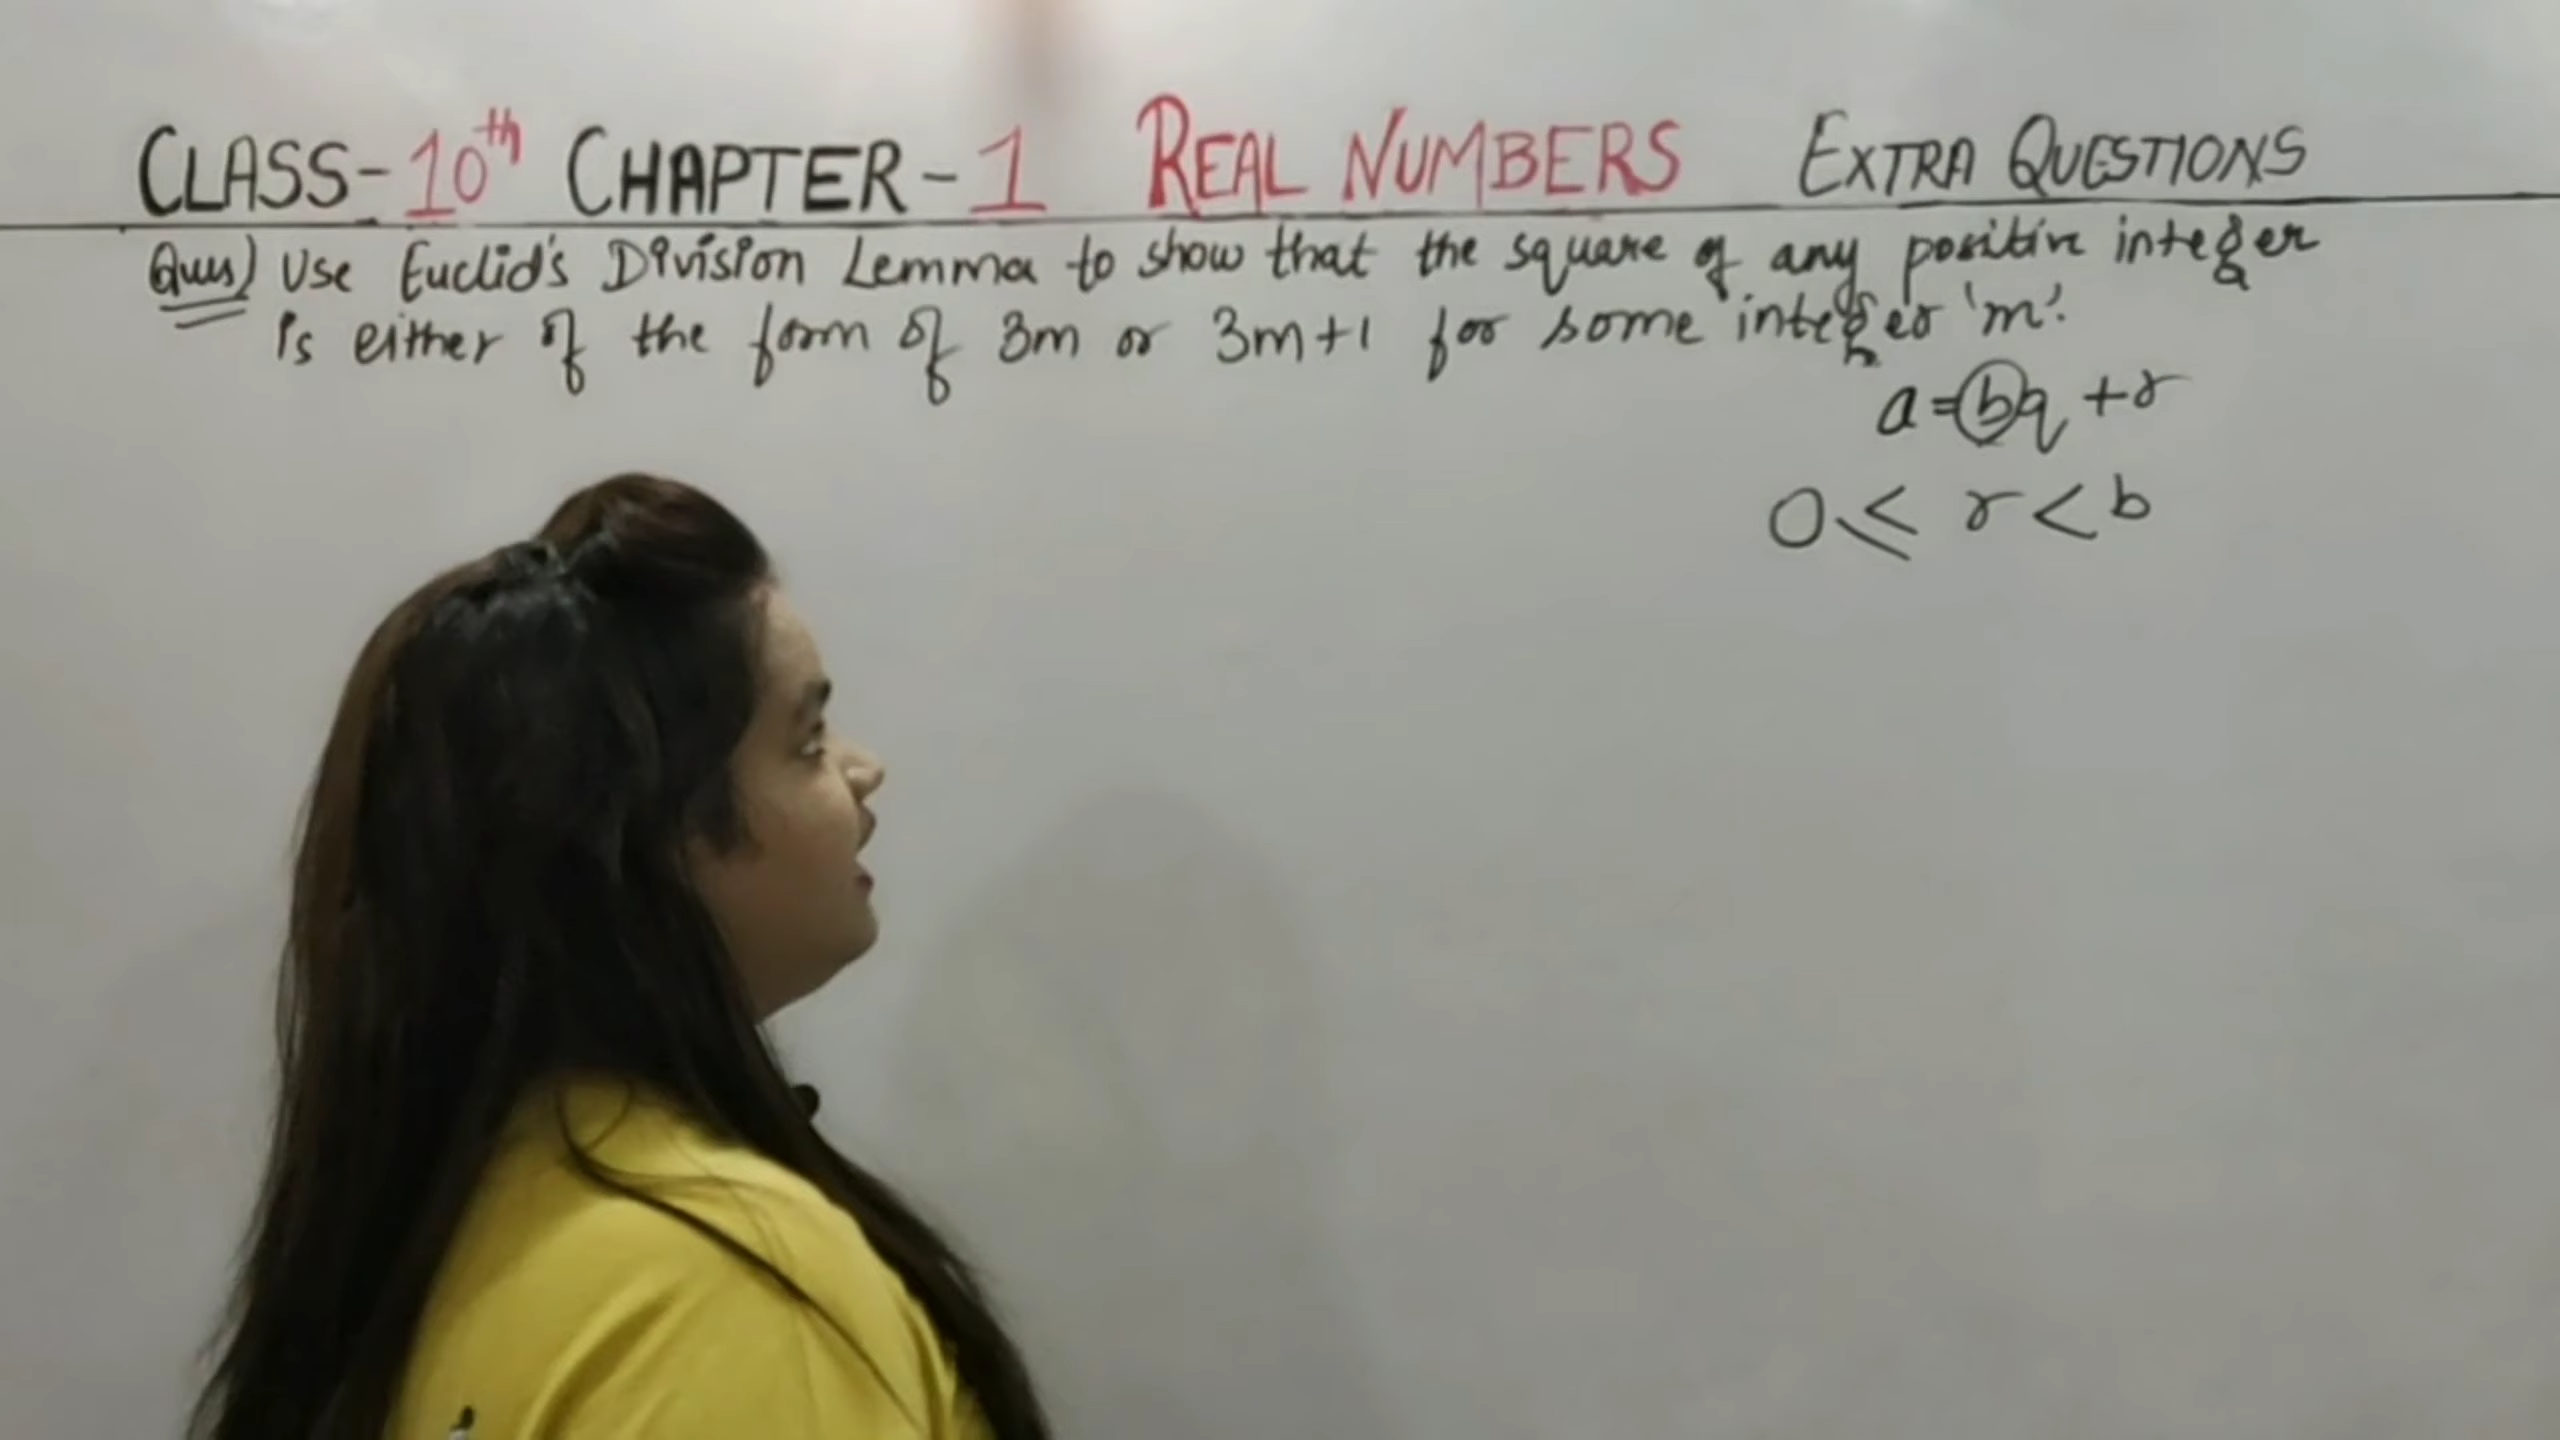 CLASS-10th CHAPTER-1 REAL NUMBERS EXTRA QUESTIONS
Ques) Use Euclid's Division Lemma to show that the square of any positive integer
is either of the form of 3m or 3m+1 for some integer 'm'.
a=bq+r
0≤ r<b